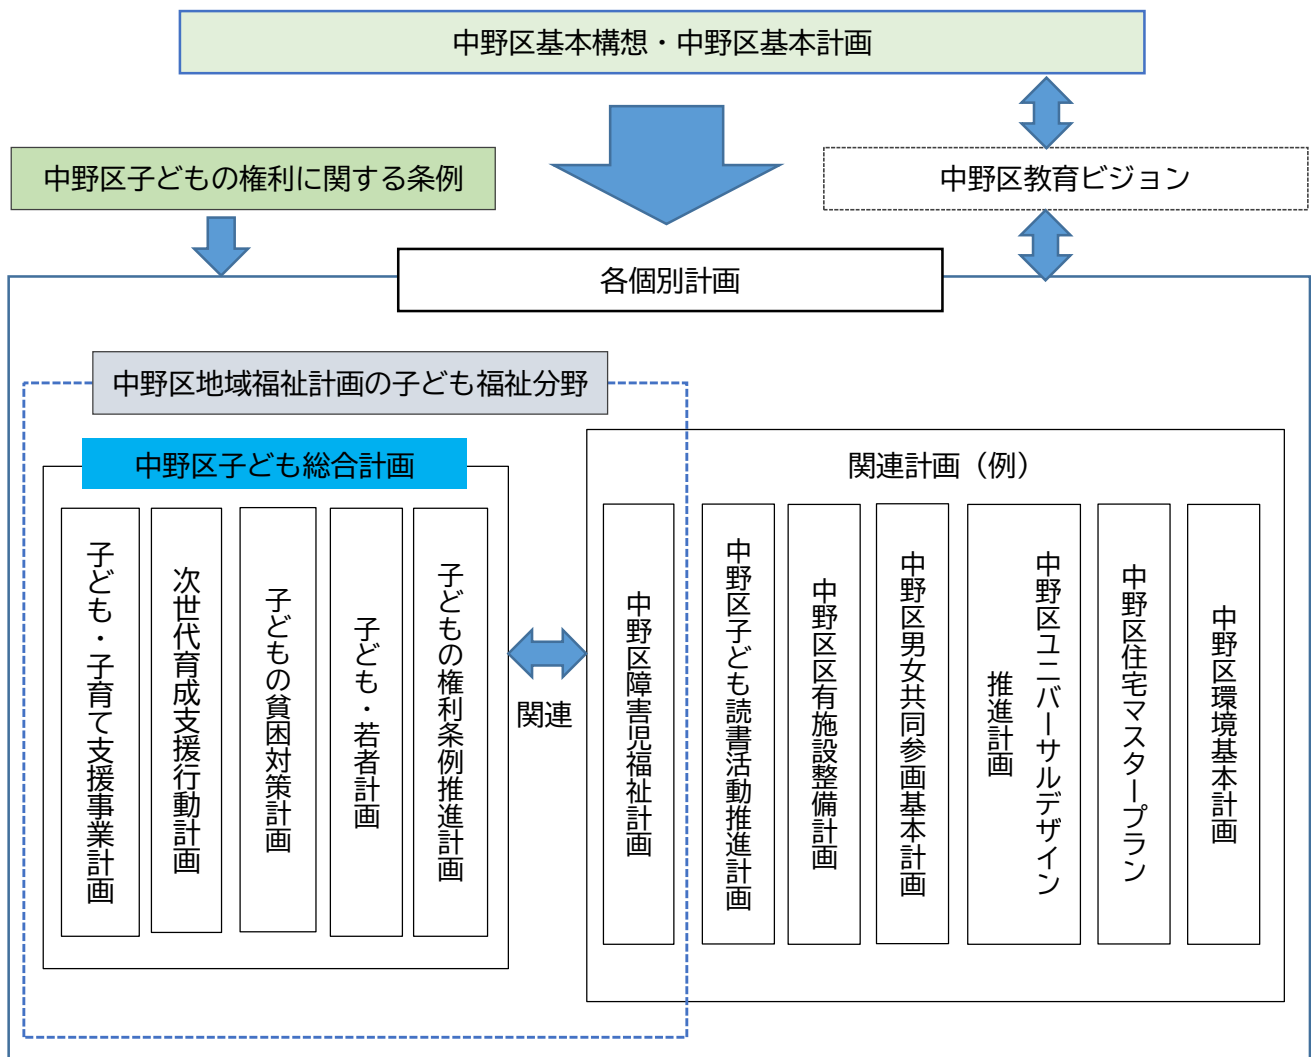 中野区基本構想・中野区基本計画
中野区子どもの権利に関する条例
中野区教育ビジョン
各個別計画
中野区地域福祉計画の子ども福祉分野
中野区子ども総合計画
子ども・子育て支援事業計画
次世代育成支援行動計画
子どもの貧困対策計画
子ども・若者計画
子どもの権利条例推進計画
関連
関連計画（例）
中野区障害児福祉計画
中野区子ども読書活動推進計画
中野区区有施設整備計画
中野区男女共同参画基本計画
中野区ユニバーサルデザイン
推進計画
中野区住宅マスタープラン
中野区環境基本計画